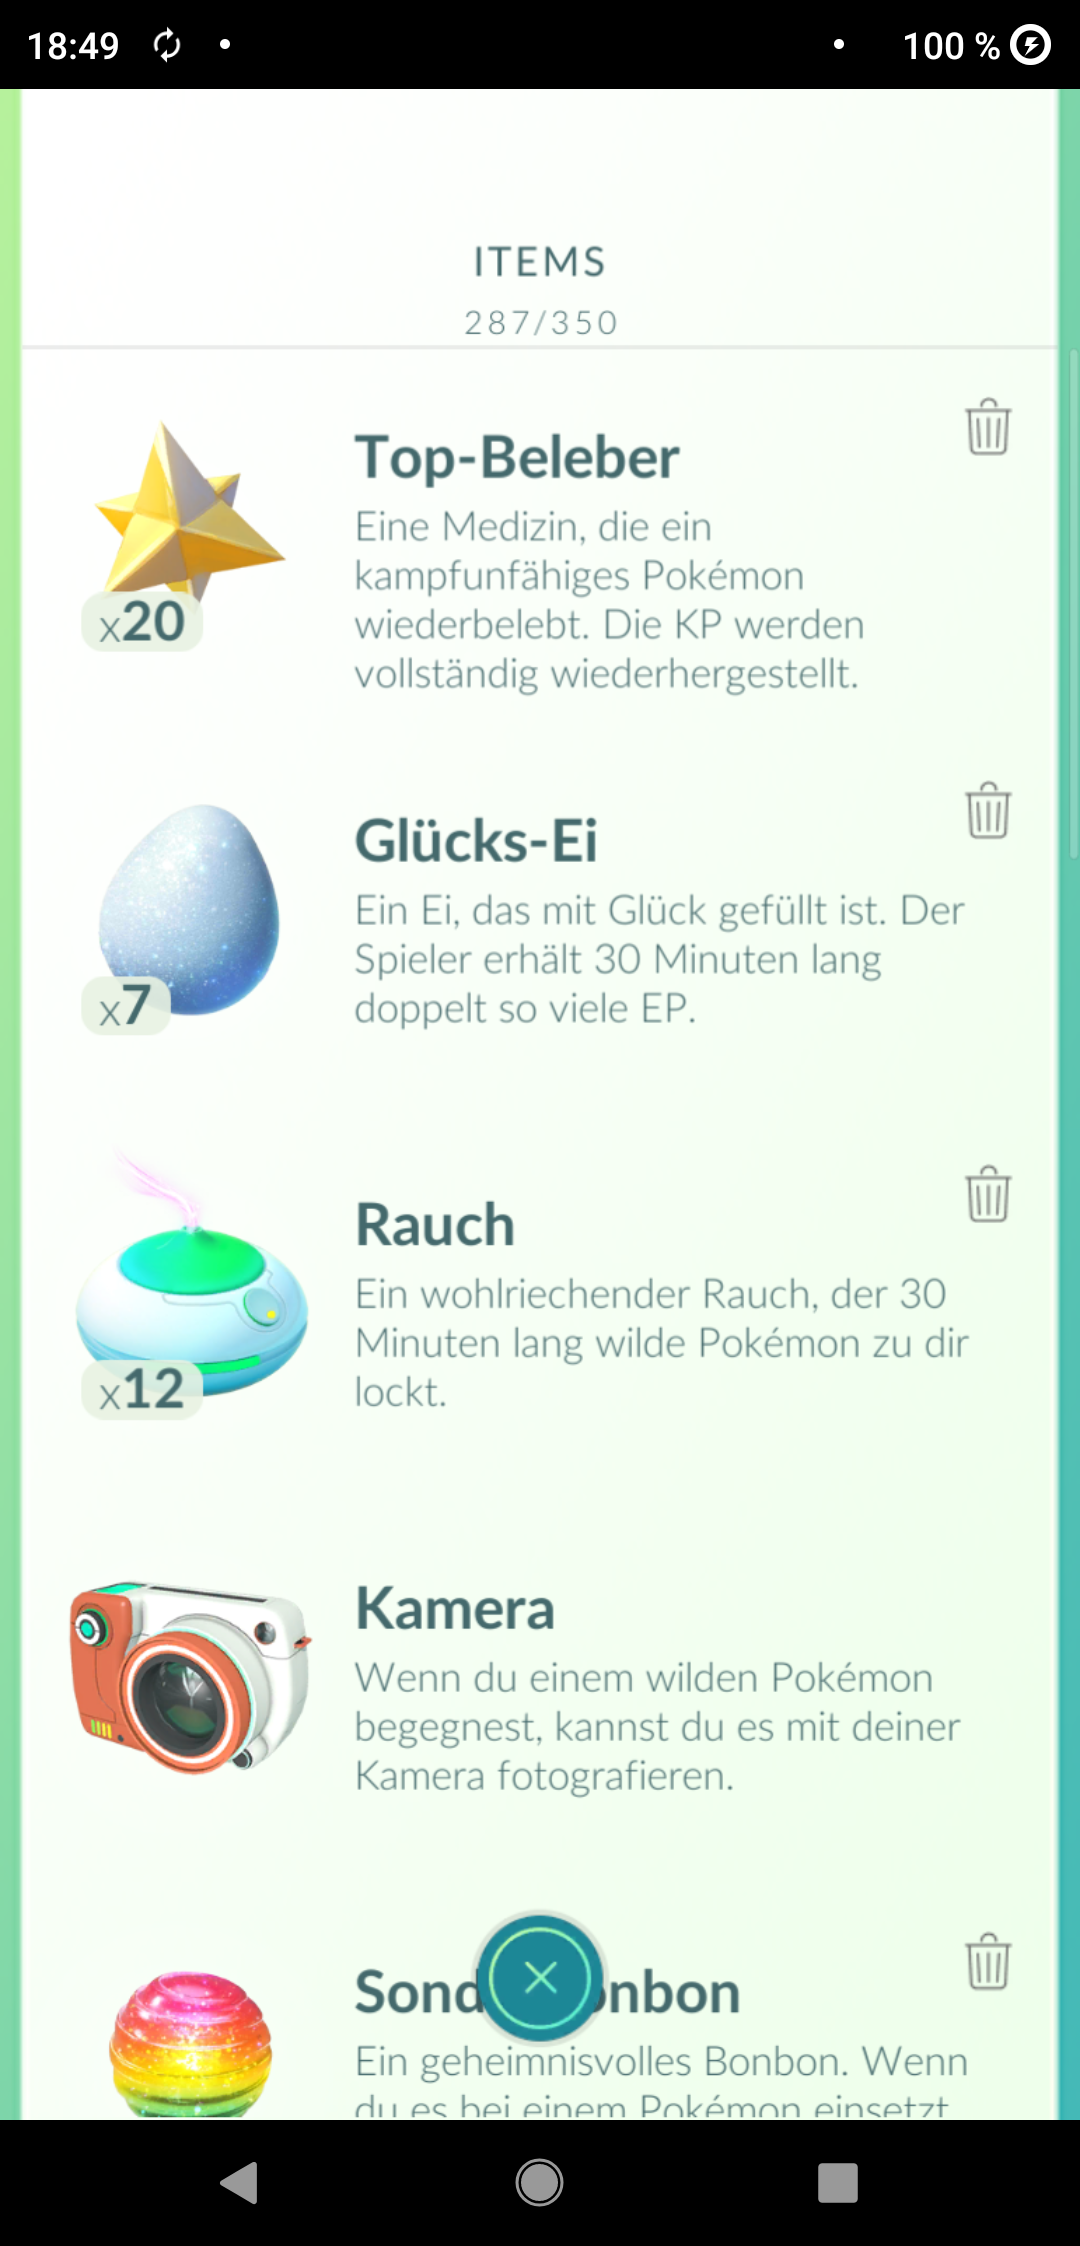 18:49
100 %
ITEMS
287/350
Top-Beleber
Eine Medizin, die ein
kampfunfähiges Pokémon
wiederbelebt. Die KP werden
vollständig wiederhergestellt.
x20
Glücks-Ei
Ein Ei, das mit Glück gefüllt ist. Der
Spieler erhält 30 Minuten lang
doppelt so viele EP.
x7
Rauch
Ein wohlriechender Rauch, der 30
Minuten lang wilde Pokémon zu dir
lockt.
x12
Kamera
Wenn du einem wilden Pokémon
begegnest, kannst du es mit deiner
Kamera fotografieren.
Ein geheimnisvolles Bonbon. Wenn
du es bei einem Pokémon einsetzt